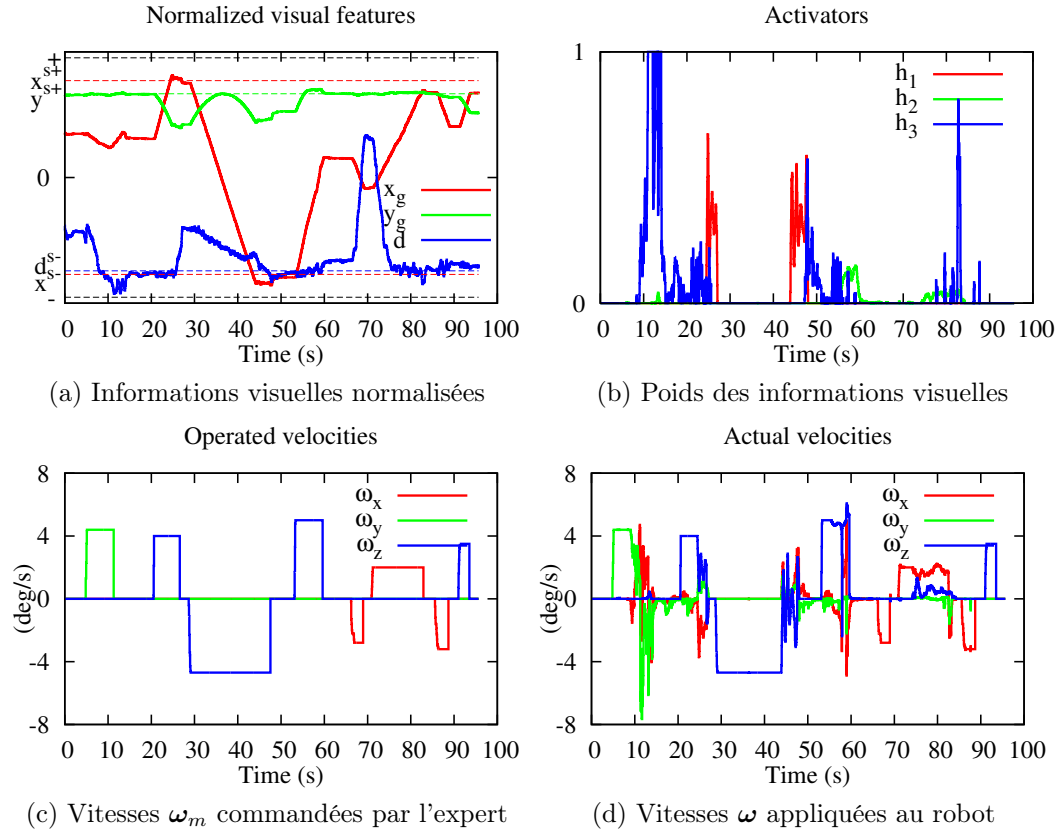 Normalized visual features
+
x^{s+}
y^{s+}
0
d^{s-}
x^{s-}
-
x_g
y_g
d
0 10 20 30 40 50 60 70 80 90 100
Time (s)
(a) Informations visuelles normalisées
Activators
1
0
h_1
h_2
h_3
0 10 20 30 40 50 60 70 80 90 100
Time (s)
(b) Poids des informations visuelles
Operated velocities
8
4
0
-4
-8
(deg/s)
ω_x
ω_y
ω_z
0 10 20 30 40 50 60 70 80 90 100
Time (s)
(c) Vitesses ω_m commandées par l'expert
Actual velocities
8
4
0
-4
-8
(deg/s)
ω_x
ω_y
ω_z
0 10 20 30 40 50 60 70 80 90 100
Time (s)
(d) Vitesses ω appliquées au robot